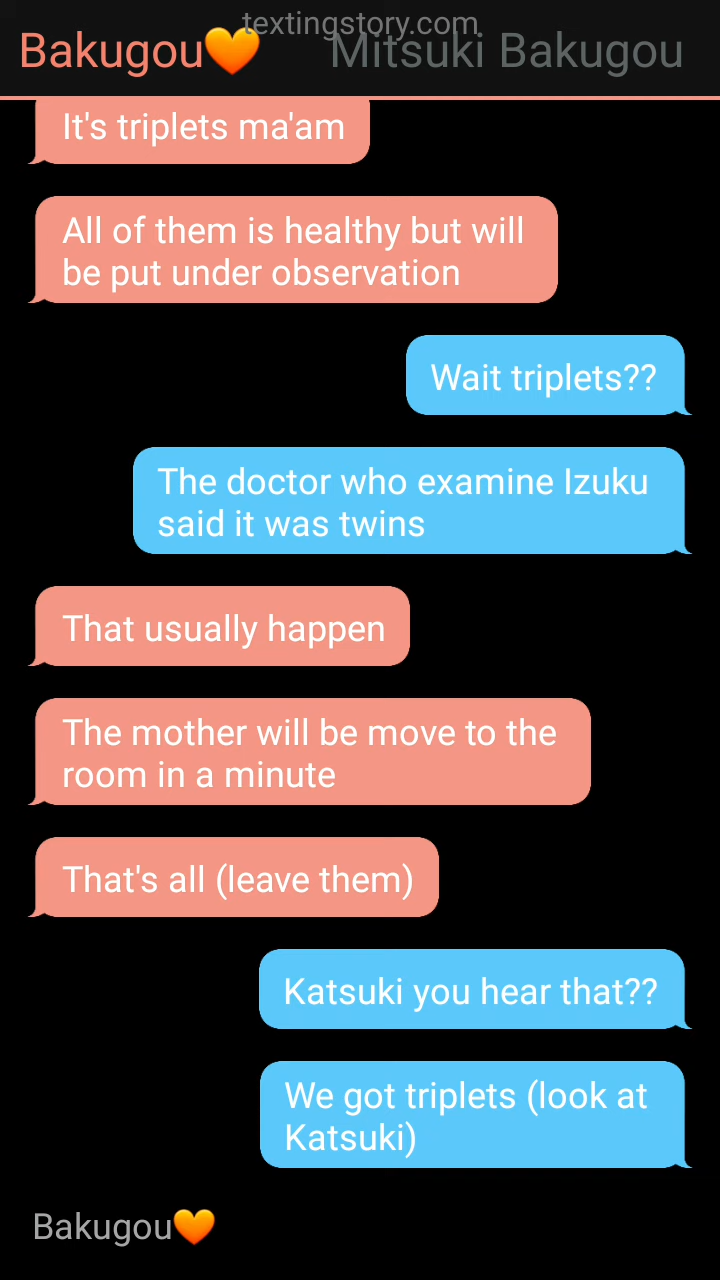 textingstory.com
Bakugou🧡 Mitsuki Bakugou
It's triplets ma'am
All of them is healthy but will
be put under observation
Wait triplets??
The doctor who examine Izuku
said it was twins
That usually happen
The mother will be move to the
room in a minute
That's all (leave them)
Katsuki you hear that??
We got triplets (look at
Katsuki)
Bakugou🧡